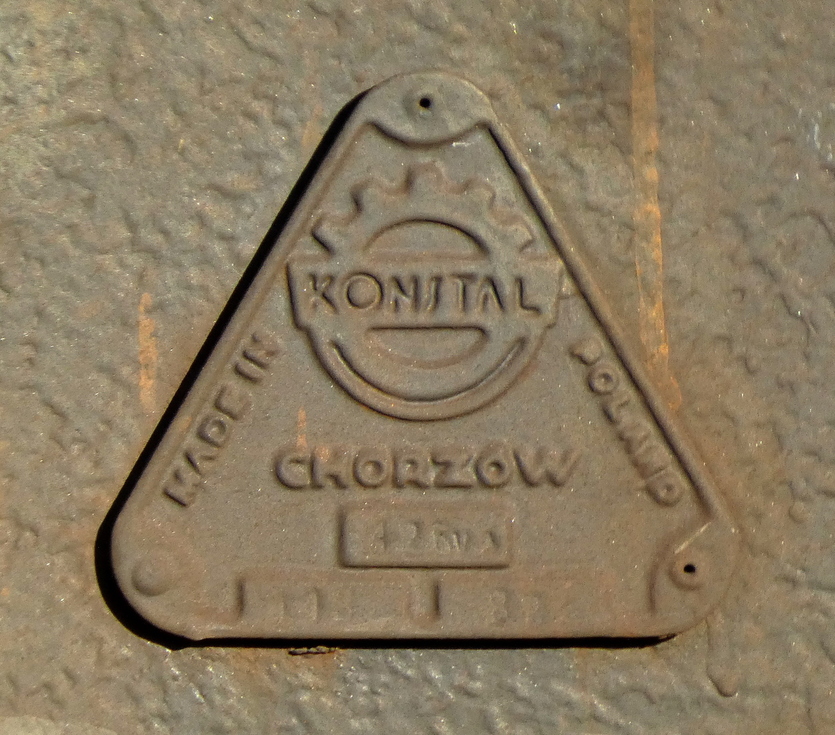 KONSTAL
MADE IN
POLAND
CHORZÓW